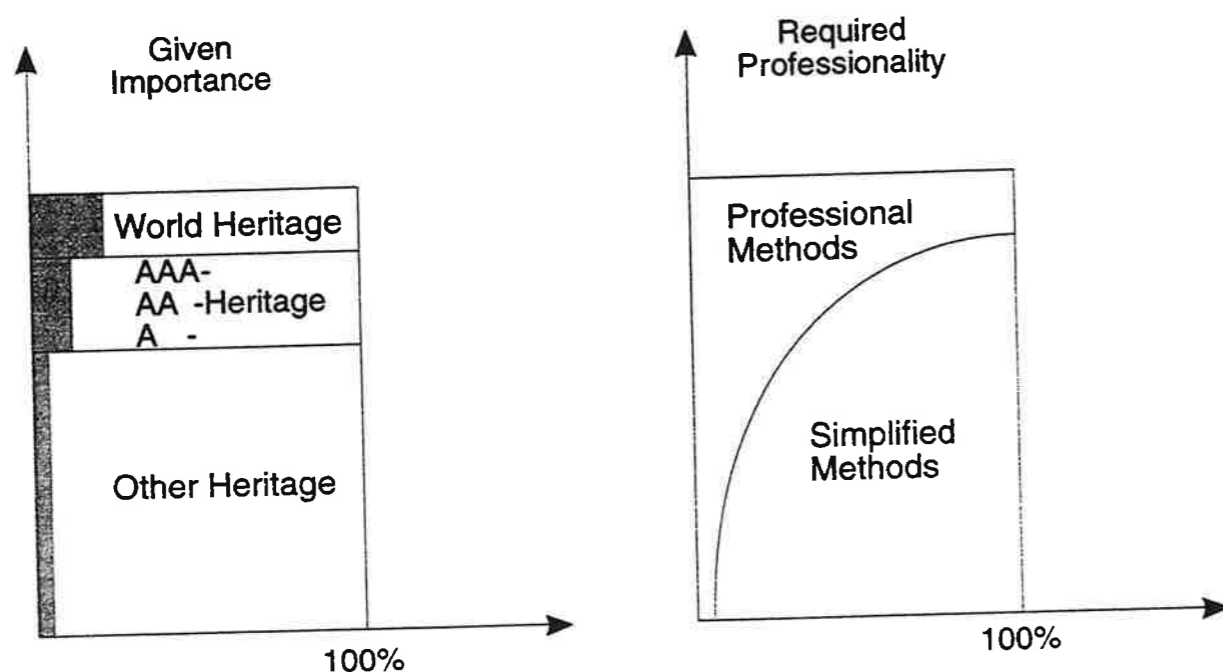 Given
Importance
World Heritage
AAA-
AA -Heritage
A -
Other Heritage
100%
Required
Professionality
Professional
Methods
Simplified
Methods
100%